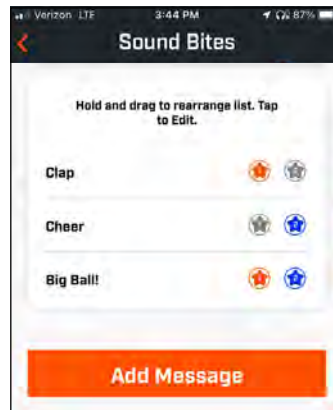 Verizon LTE 3:44 PM 87%
Sound Bites
Hold and drag to rearrange list. Tap
to Edit.
Clap
Cheer
Big Ball!
Add Message